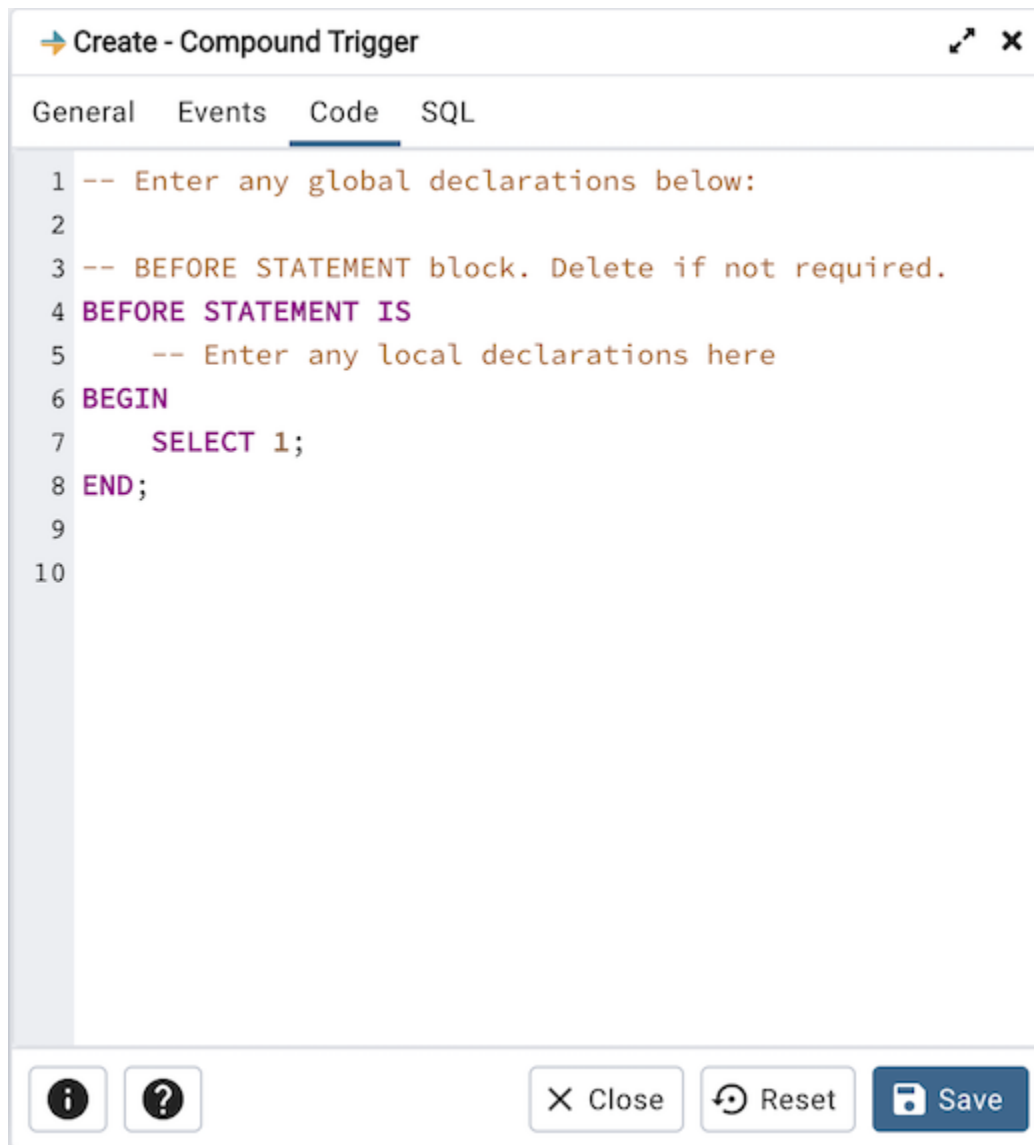 Create - Compound Trigger
General Events Code SQL
1 -- Enter any global declarations below:
2
3 -- BEFORE STATEMENT block. Delete if not required.
4 BEFORE STATEMENT IS
5     -- Enter any local declarations here
6 BEGIN
7     SELECT 1;
8 END;
9
10
Close Reset Save